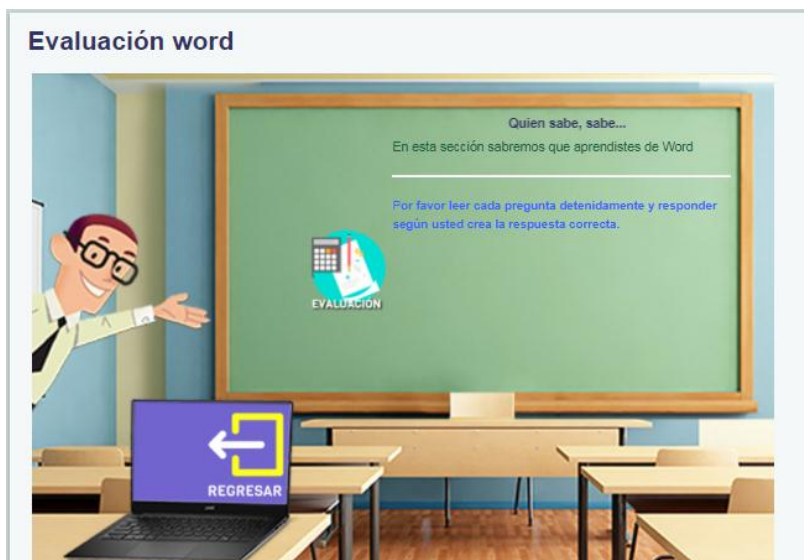 Evaluación word
Quien sabe, sabe...
En esta sección sabremos que aprendistes de Word
Por favor leer cada pregunta detenidamente y responder
según usted crea la respuesta correcta.
EVALUACIÓN
REGRESAR